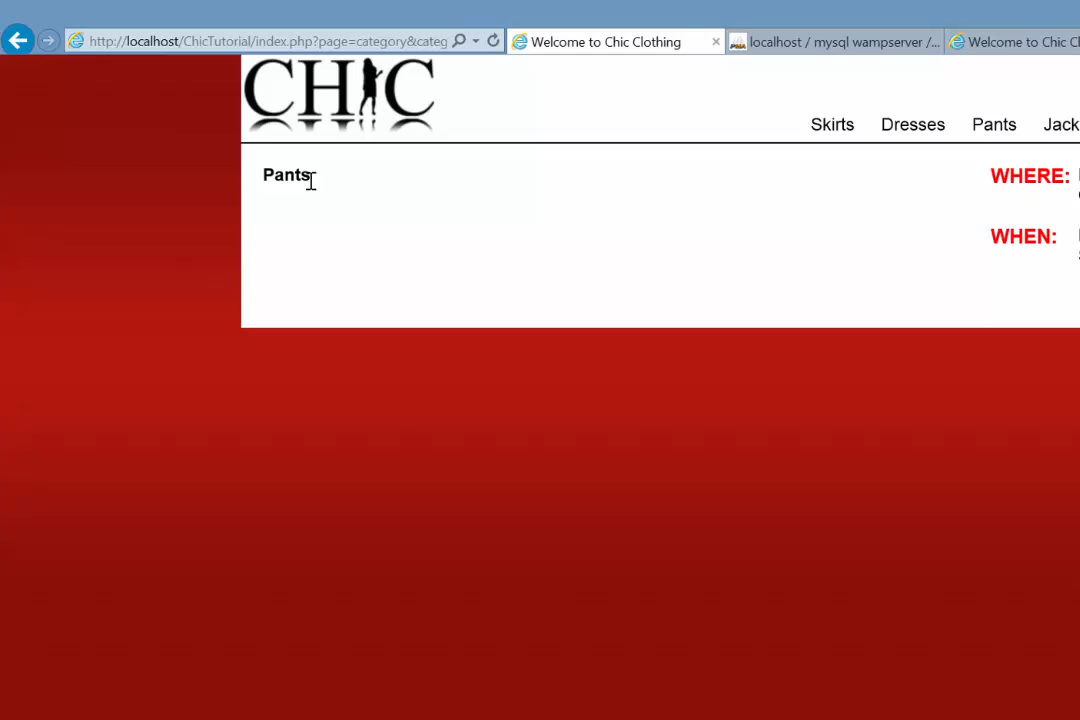 http://localhost/ChicTutorial/index.php?page=category&categ
Welcome to Chic Clothing
localhost / mysql wampserver /...
Welcome to Chic Cl
CHIC
Skirts Dresses Pants Jack
Pants
WHERE:
WHEN: